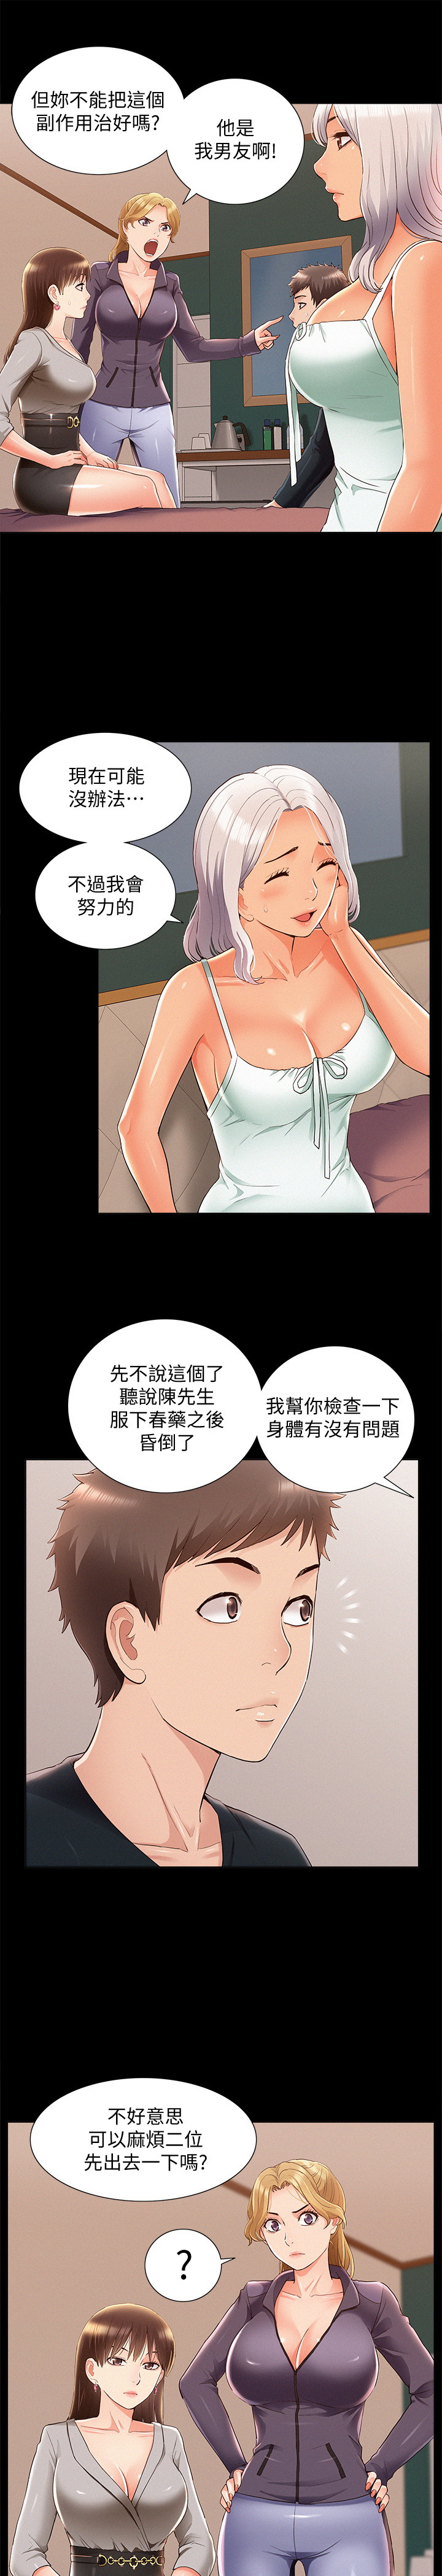 但妳不能把這個
副作用治好嗎?
他是
我男友啊!
現在可能
沒辦法…
不過我會
努力的
先不說這個了
聽說陳先生
服下春藥之後
昏倒了
我幫你檢查一下
身體有沒有問題
不好意思
可以麻煩二位
先出去一下嗎?
?